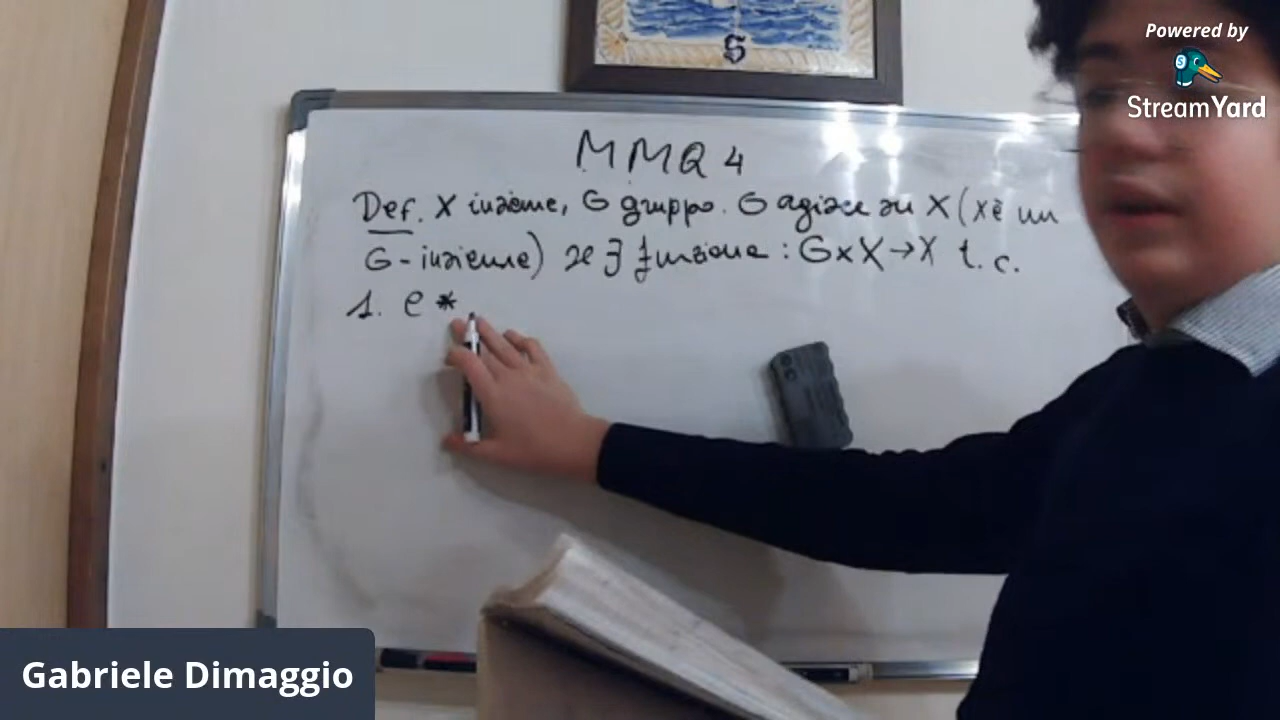 S
Powered by
StreamYard
MMQ 4
Def. X insieme, G gruppo. G agisce su X (X è un
G-insieme) se ∃ funzione : G×X→X t.c.
1. e *
Gabriele Dimaggio